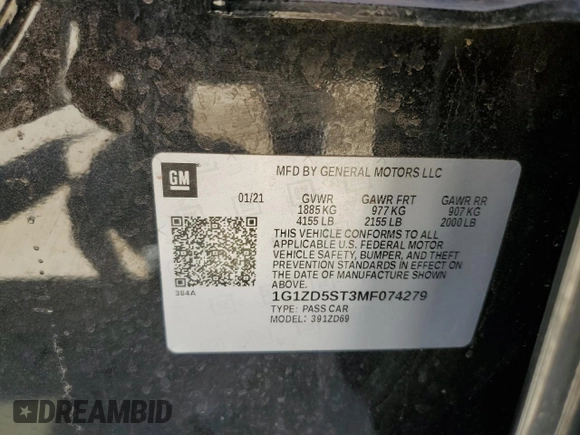 GM
MFD BY GENERAL MOTORS LLC
01/21 GVWR GAWR FRT GAWR RR
1885 KG 977 KG 907 KG
4155 LB 2155 LB 2000 LB
THIS VEHICLE CONFORMS TO ALL
APPLICABLE U.S. FEDERAL MOTOR
VEHICLE SAFETY, BUMPER, AND THEFT
PREVENTION STANDARDS IN EFFECT ON
THE DATE OF MANUFACTURE SHOWN
ABOVE.
384A
1G1ZD5ST3MF074279
TYPE: PASS CAR
MODEL: 391ZD69
DREAMBID